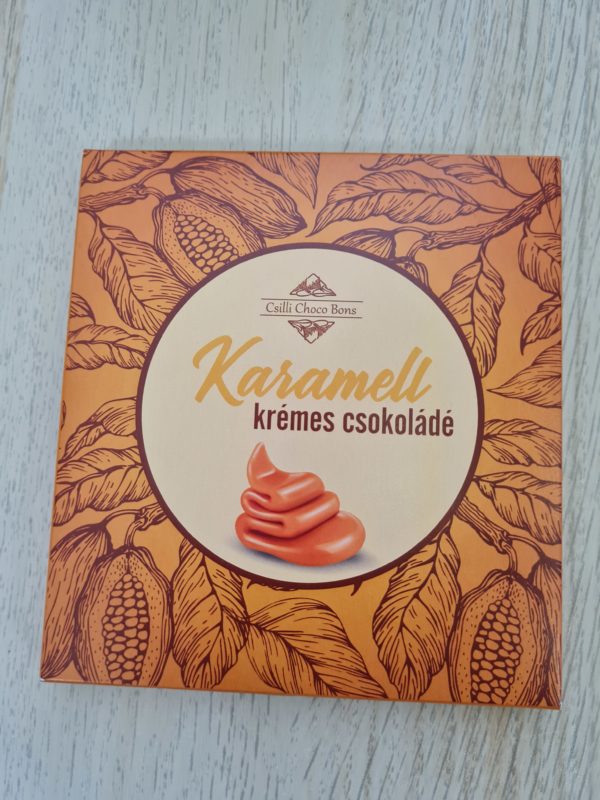 Csilli Choco Bons
Karamell
krémes csokoládé